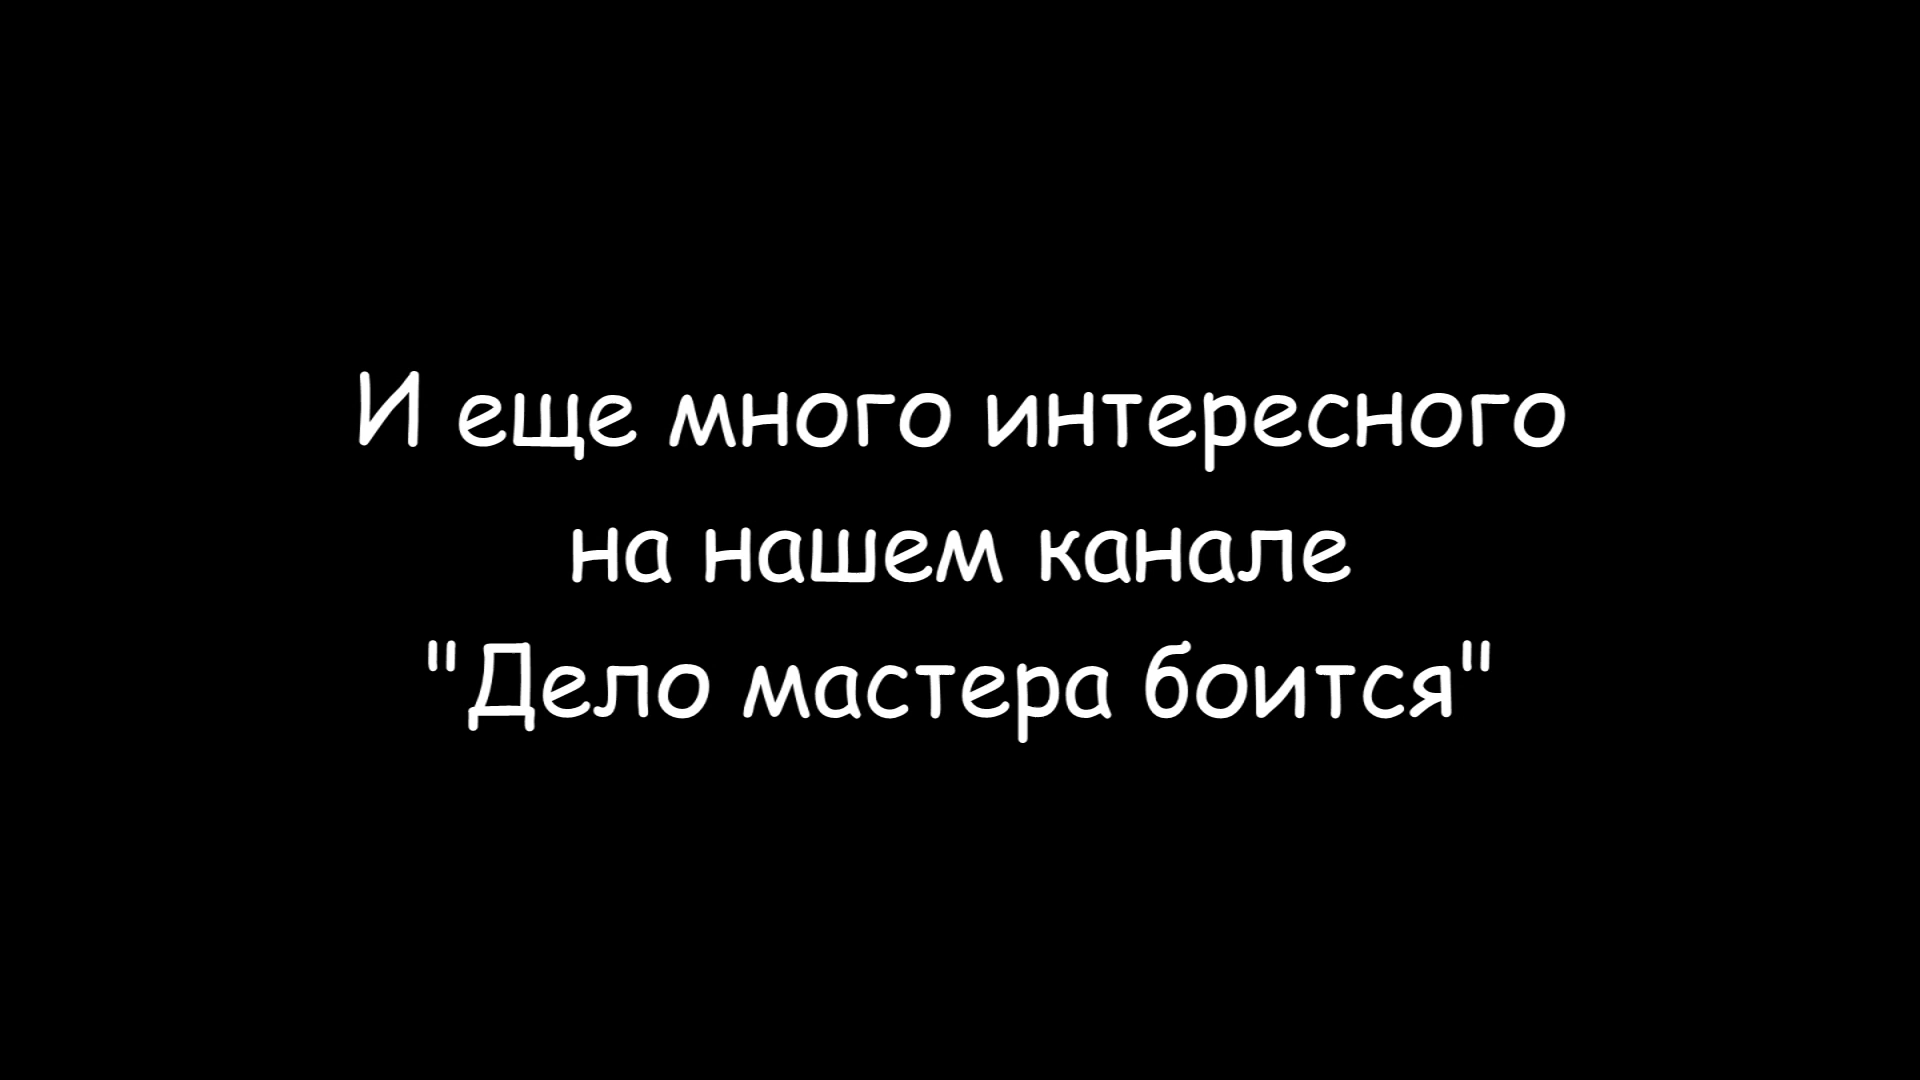 И еще много интересного
на нашем канале
"Дело мастера боится"